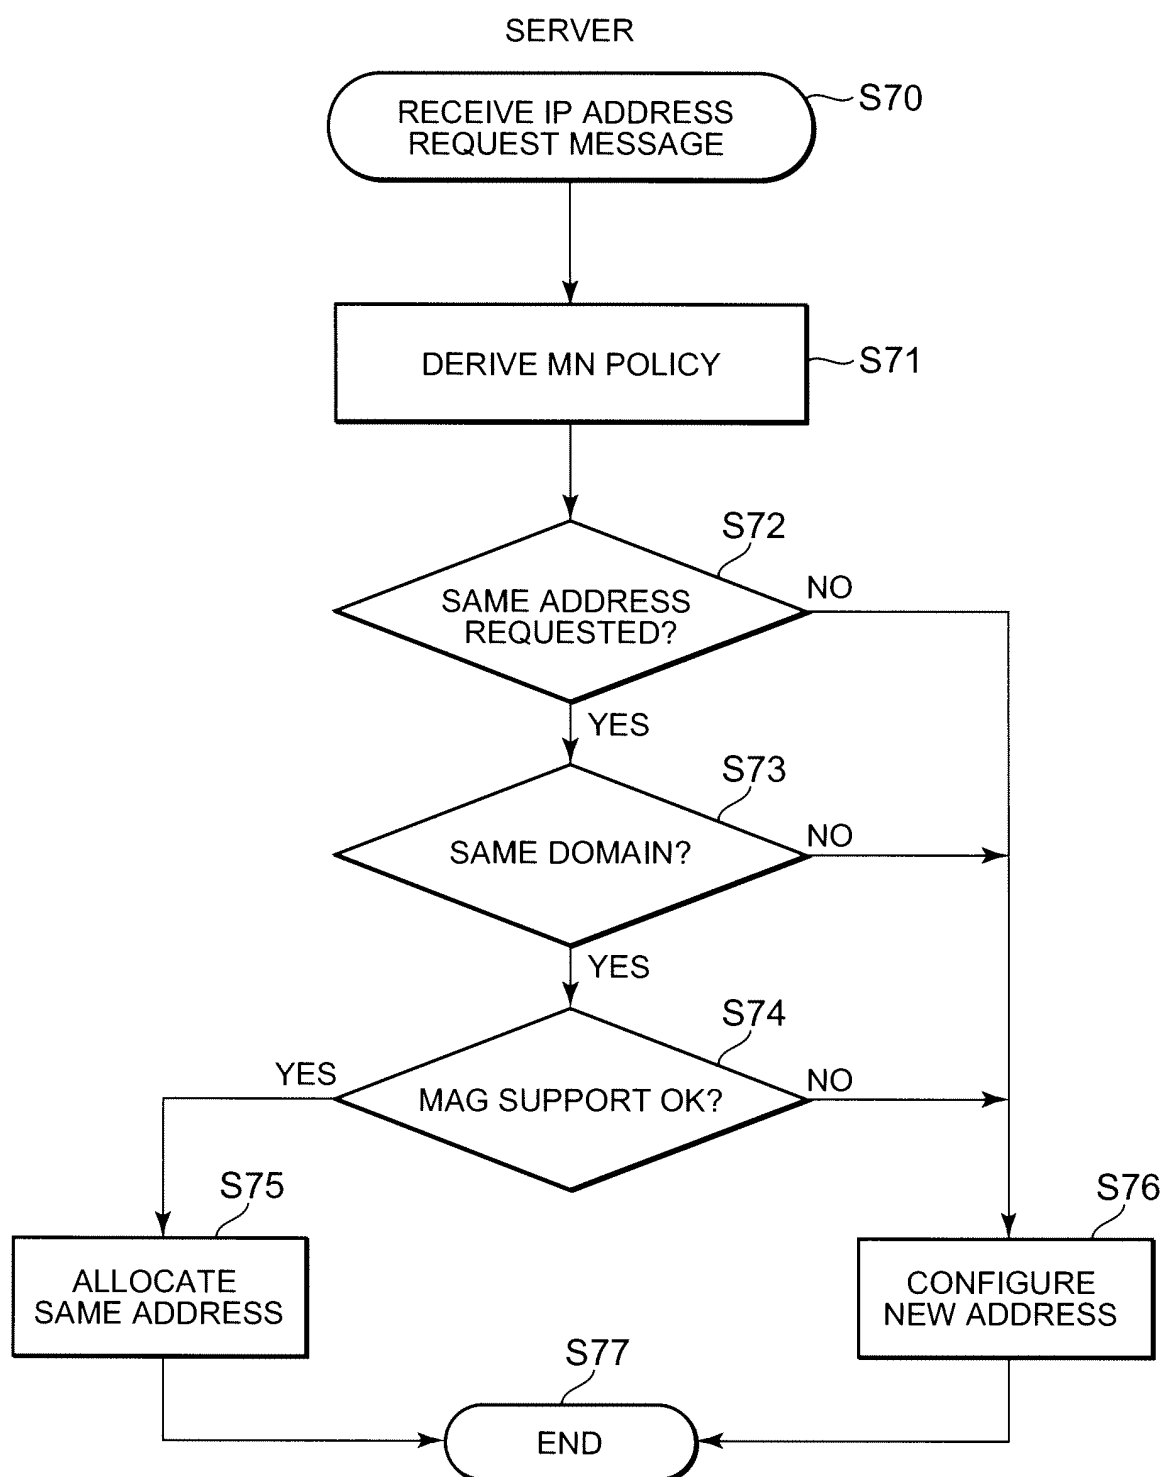 SERVER
RECEIVE IP ADDRESS
REQUEST MESSAGE
S70
DERIVE MN POLICY
S71
S72
SAME ADDRESS
REQUESTED?
NO
YES
S73
SAME DOMAIN?
NO
YES
S74
MAG SUPPORT OK?
YES
NO
S75
ALLOCATE
SAME ADDRESS
S76
CONFIGURE
NEW ADDRESS
S77
END